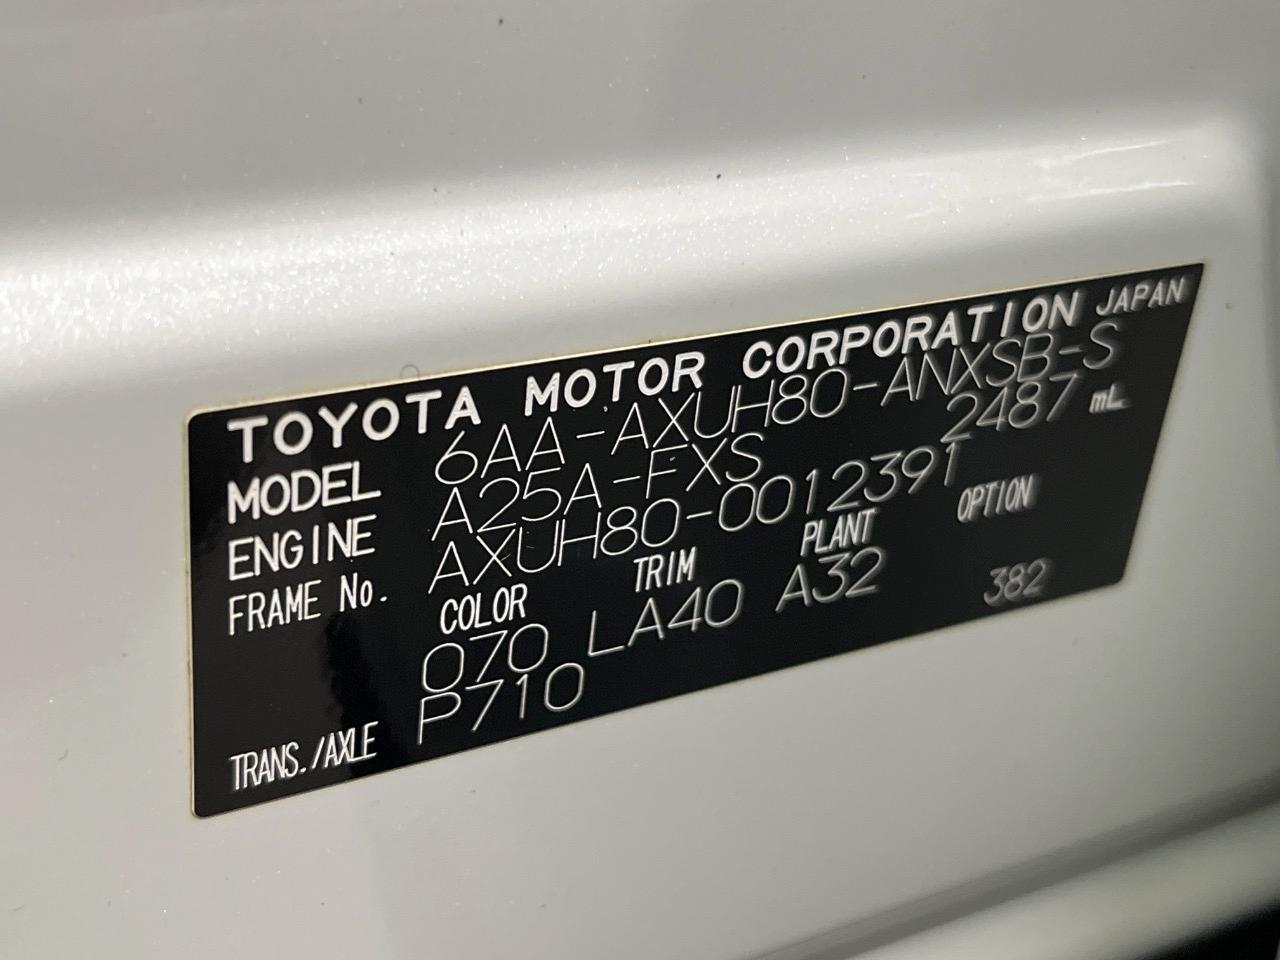 TOYOTA MOTOR CORPORATION JAPAN
MODEL 6AA-AXUH80-ANXSB-S
ENGINE A25A-FXS 2487 mL
FRAME No. AXUH80-0012391
COLOR TRIM PLANT OPTION
070 LA40 A32 382
TRANS./AXLE P710